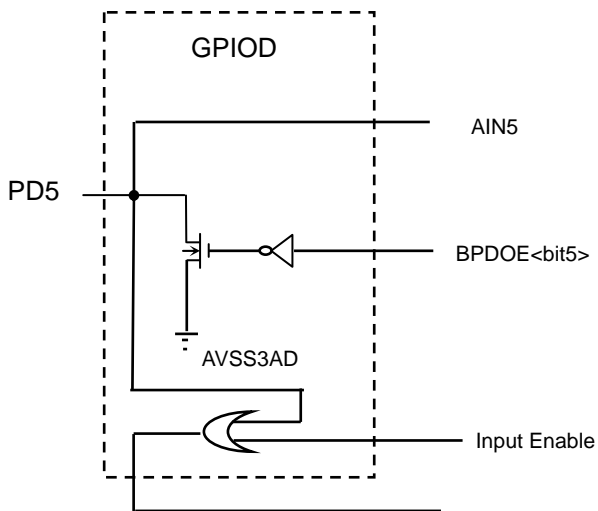 GPIOD
AIN5
PD5
BPDOE<bit5>
AVSS3AD
Input Enable